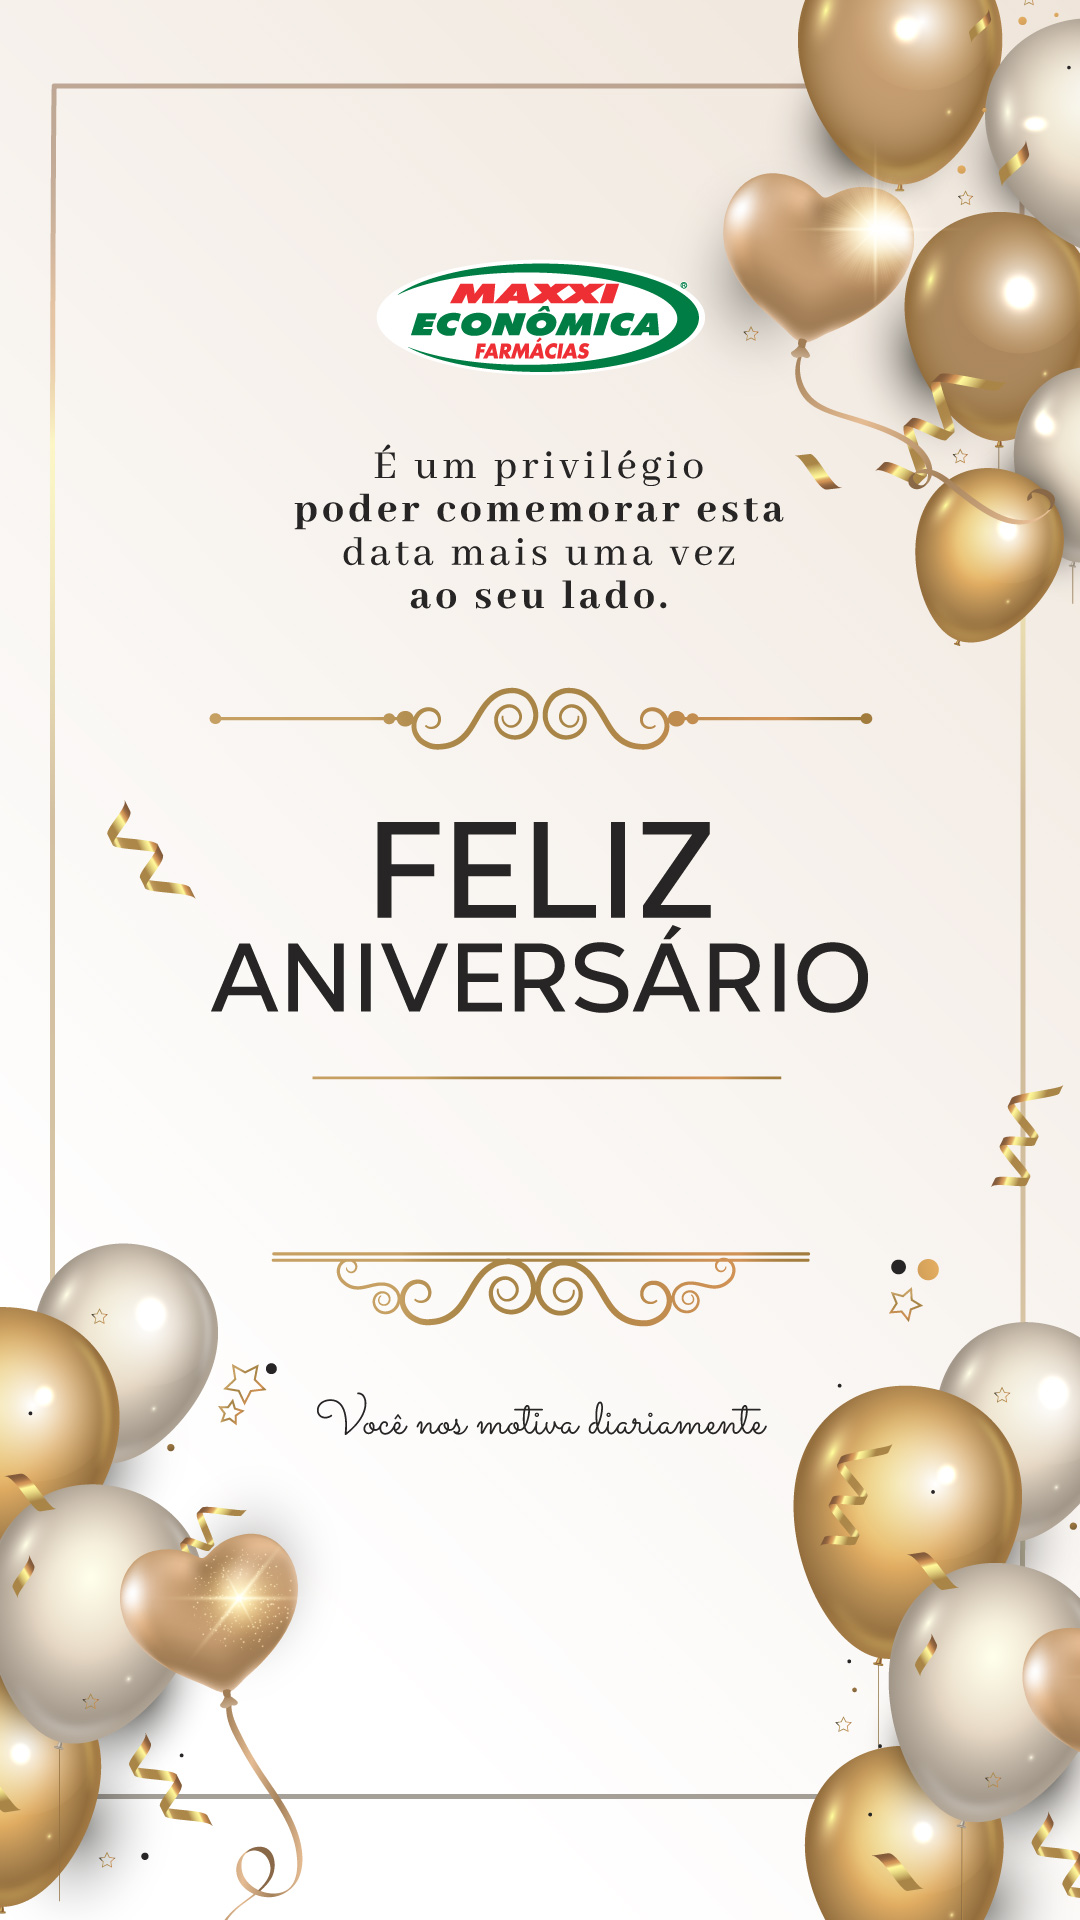 MAXXI
ECONÔMICA
FARMÁCIAS
É um privilégio
poder comemorar esta
data mais uma vez
ao seu lado.
FELIZ
ANIVERSÁRIO
Você nos motiva diariamente